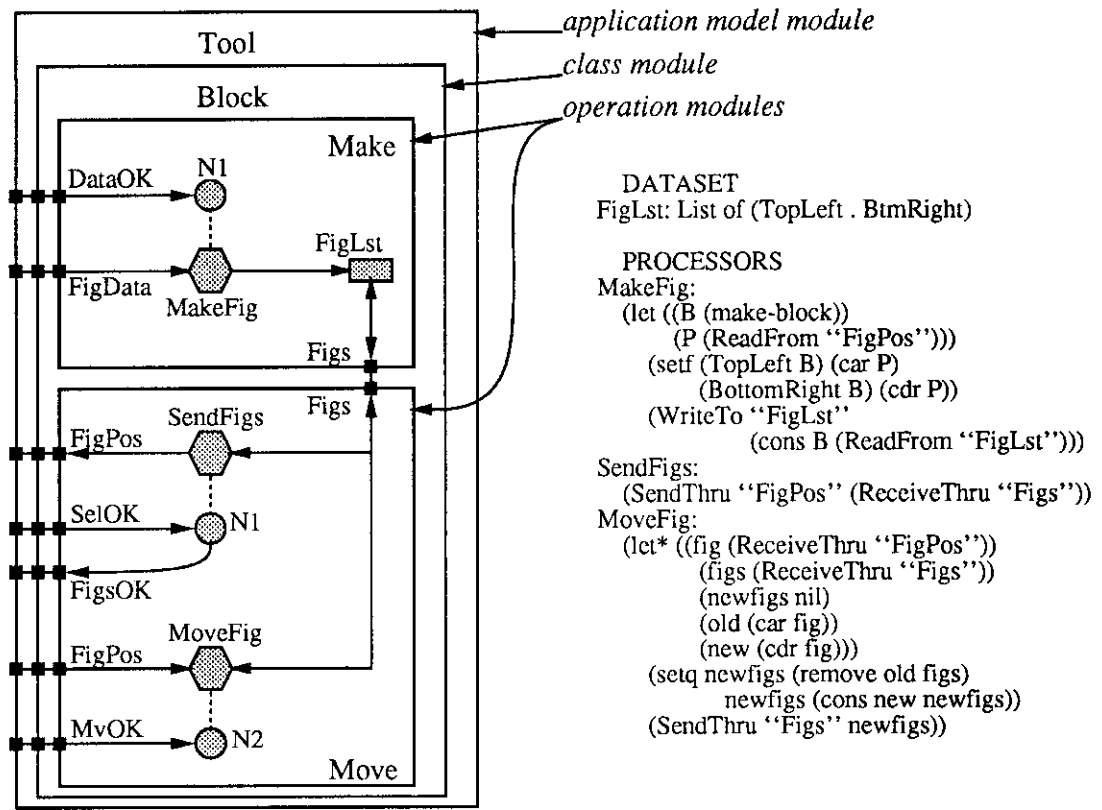 application model module
Tool
class module
Block
operation modules
Make
DataOK
N1
FigLst
FigData
MakeFig
Figs
Figs
SendFigs
FigPos
SelOK
N1
FigsOK
MoveFig
FigPos
MvOK
N2
Move
DATASET
FigLst: List of (TopLeft . BtmRight)
PROCESSORS
MakeFig:
(let ((B (make-block))
(P (ReadFrom “FigPos”)))
(setf (TopLeft B) (car P)
(BottomRight B) (cdr P))
(WriteTo “FigLst”
(cons B (ReadFrom “FigLst”)))
SendFigs:
(SendThru “FigPos” (ReceiveThru “Figs”))
MoveFig:
(let* ((fig (ReceiveThru “FigPos”))
(figs (ReceiveThru “Figs”))
(newfigs nil)
(old (car fig))
(new (cdr fig)))
(setq newfigs (remove old figs)
newfigs (cons new newfigs))
(SendThru “Figs” newfigs))